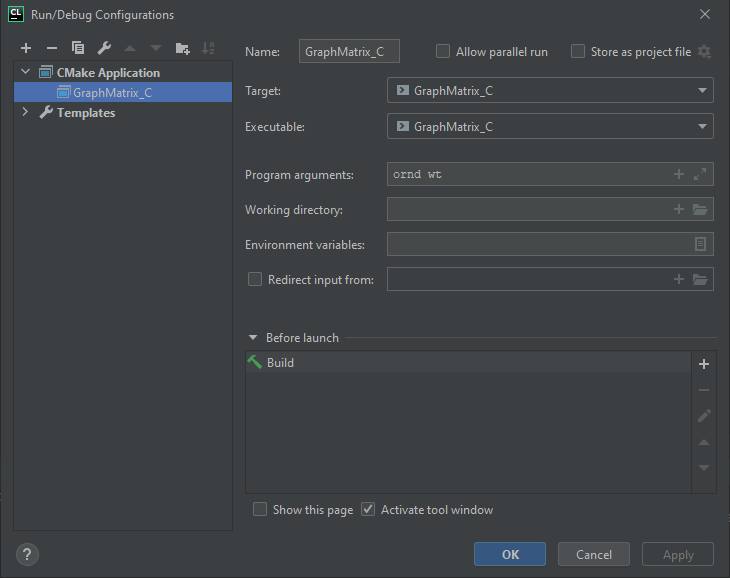 CL Run/Debug Configurations
Name: GraphMatrix_C Allow parallel run Store as project file
CMake Application
GraphMatrix_C
Templates
Target: GraphMatrix_C
Executable: GraphMatrix_C
Program arguments: ornd wt
Working directory:
Environment variables:
Redirect input from:
Before launch
Build
Show this page Activate tool window
? OK Cancel Apply